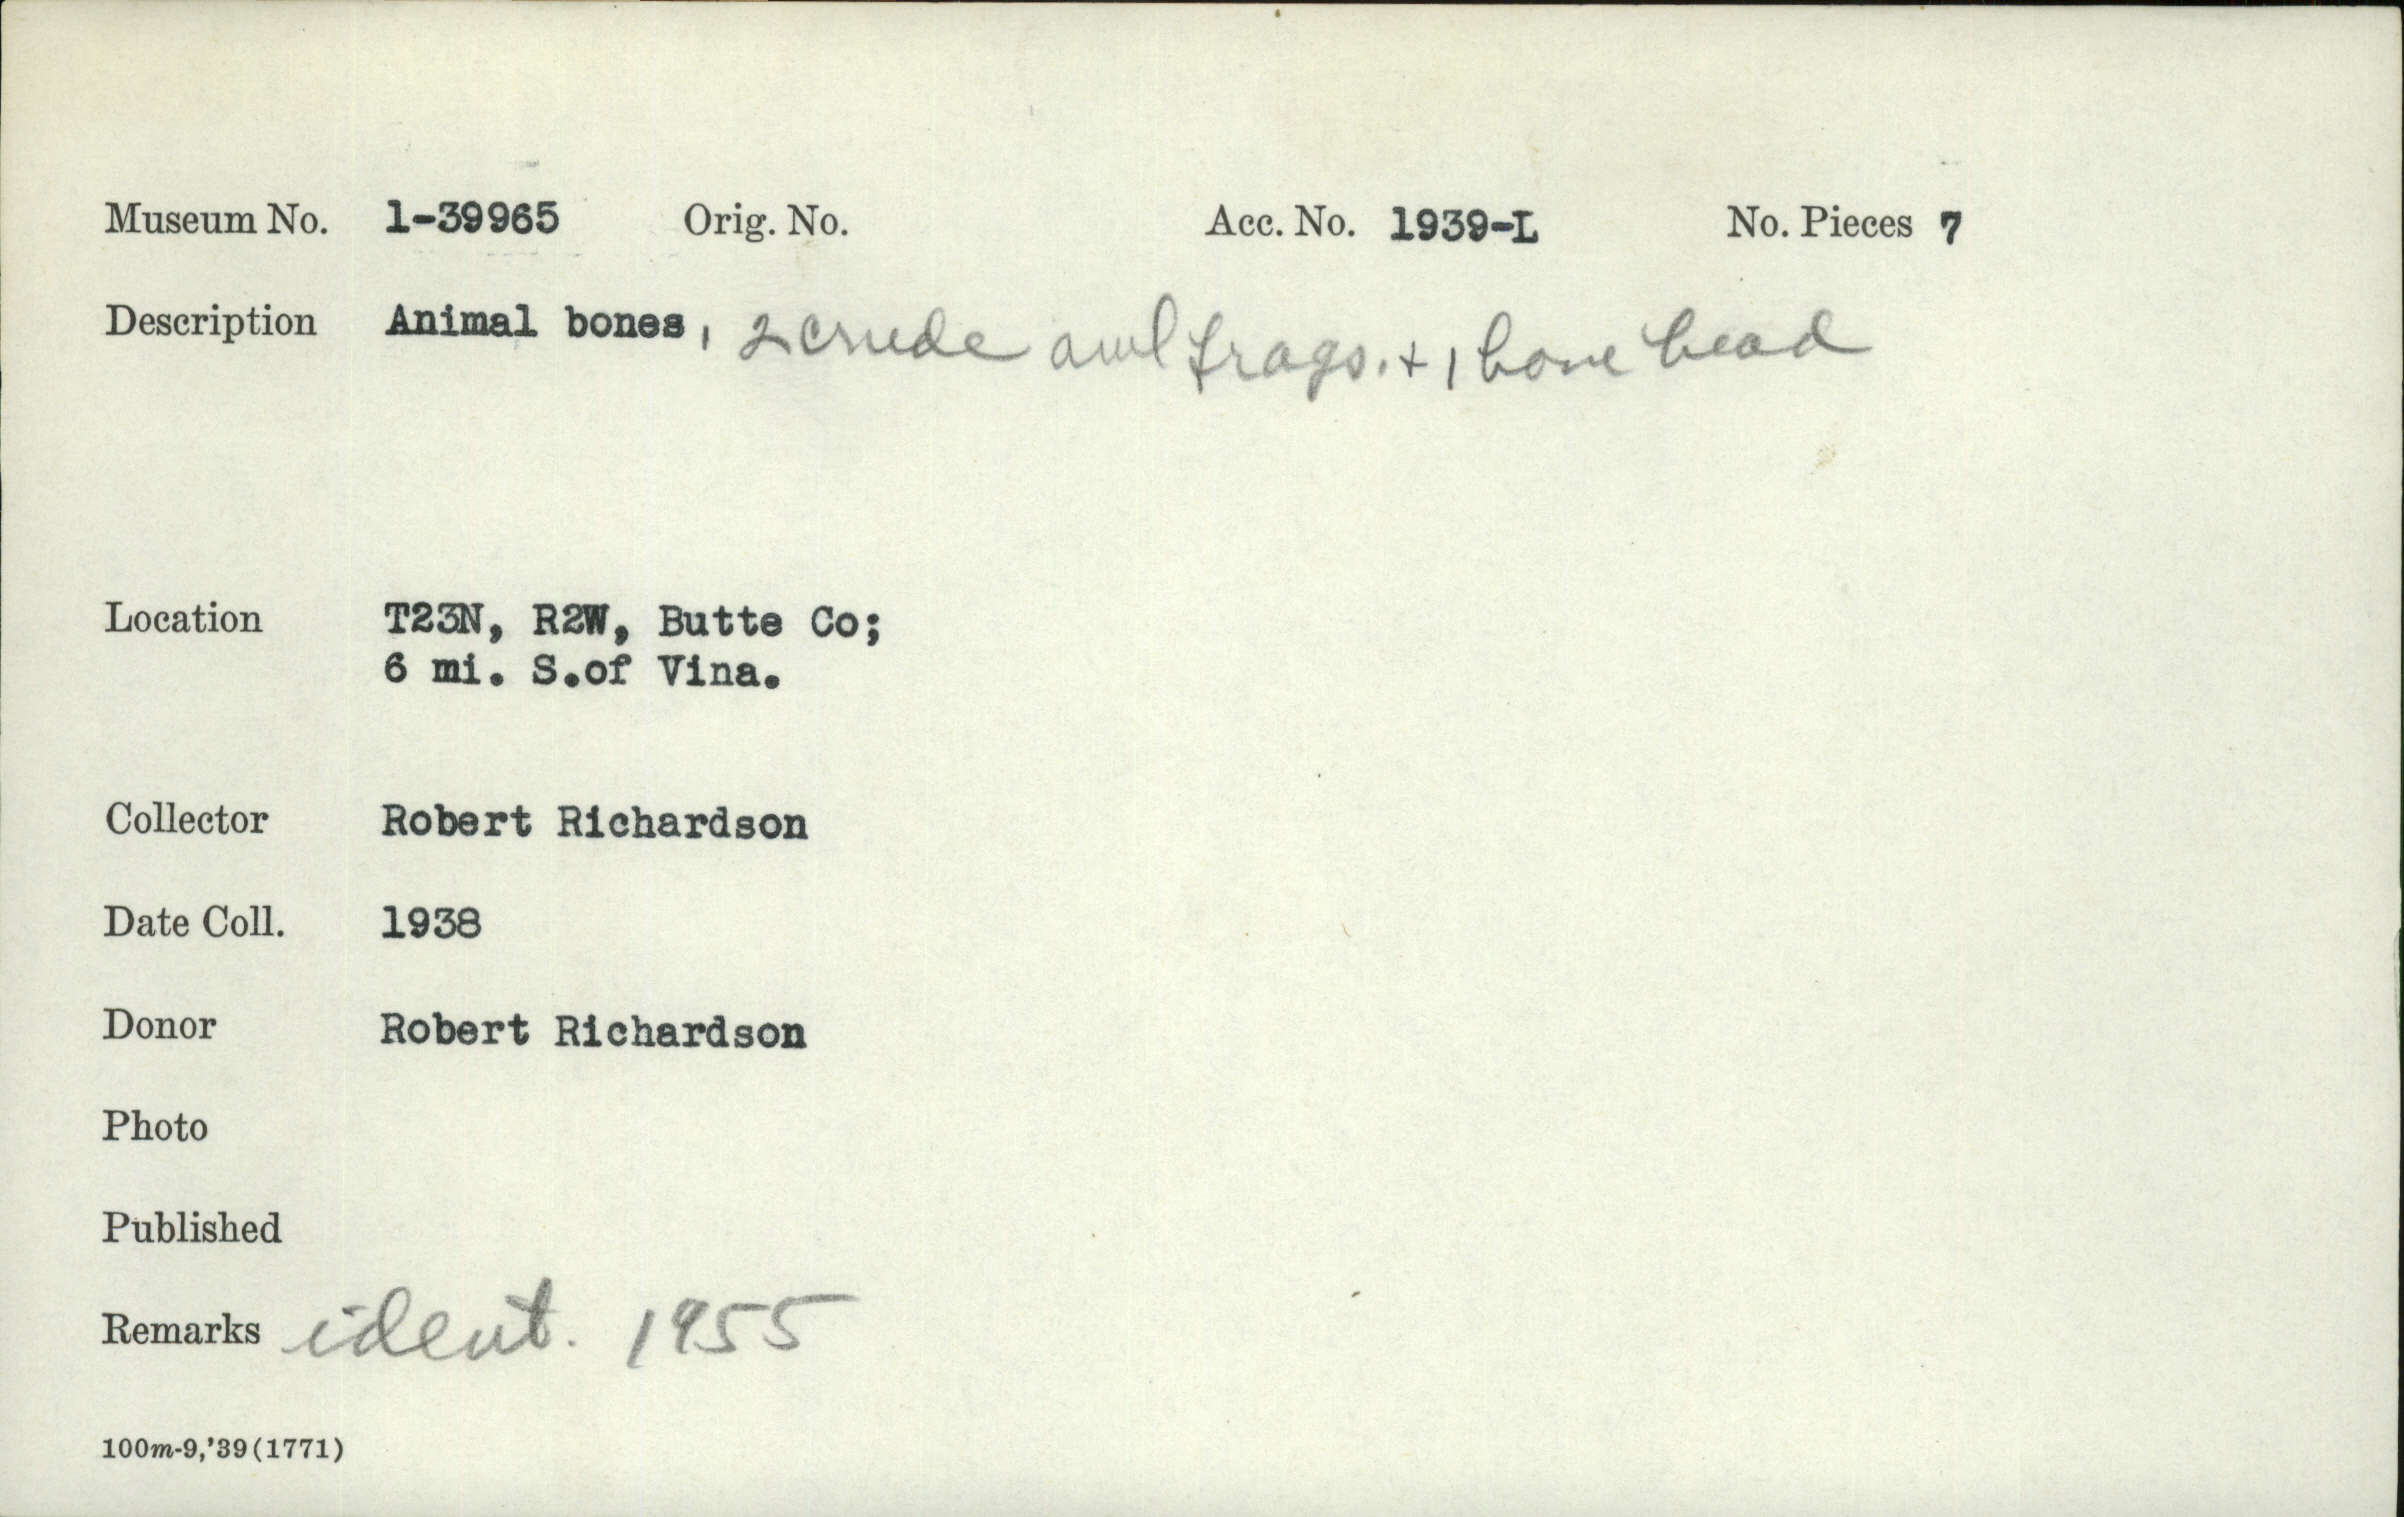 Museum No. 1-39965 Orig. No. Acc. No. 1939-L No. Pieces 7
Description Animal bones, 2 crude awl frags. + 1 bone bead
Location T23N, R2W, Butte Co;
6 mi. S.of Vina.
Collector Robert Richardson
Date Coll. 1938
Donor Robert Richardson
Photo
Published
Remarks ident. 1955
100m-9,'39(1771)